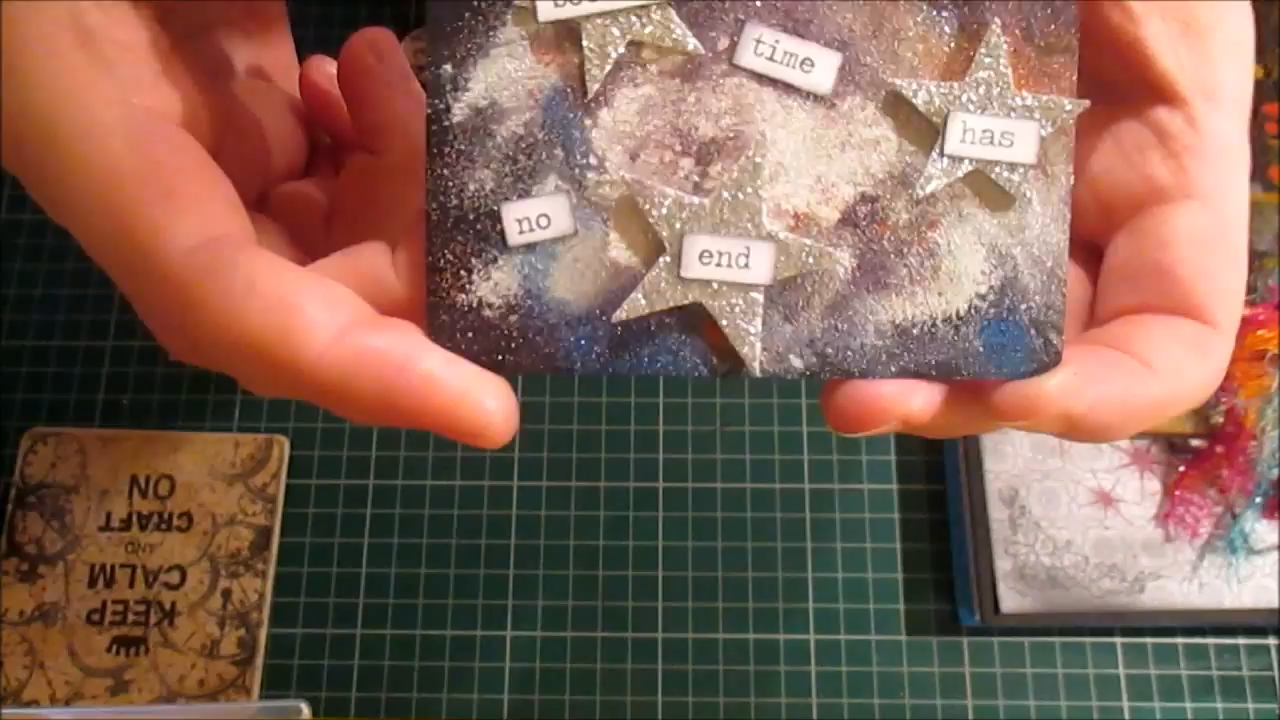 time
has
no
end
KEEP
CALM
AND
CRAFT
ON